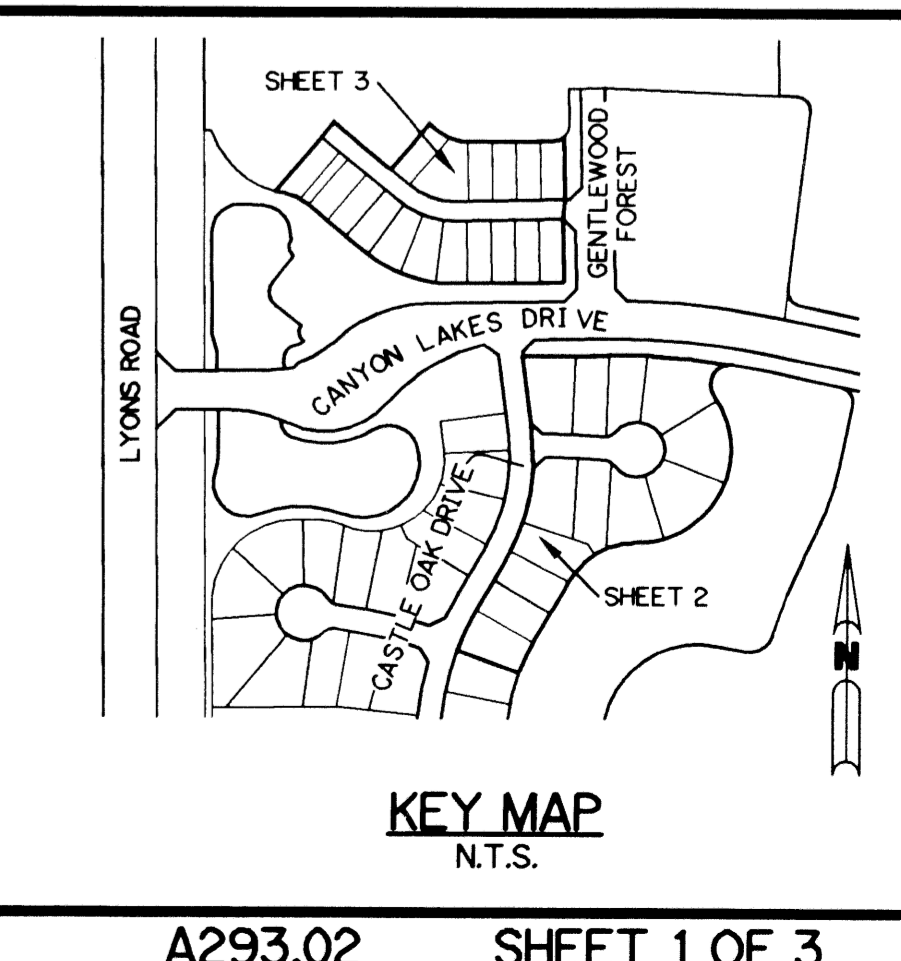 SHEET 3
GENTLEWOOD
FOREST
LYONS ROAD
CANYON LAKES DRIVE
CASTLE OAK DRIVE
SHEET 2
N
KEY MAP
N.T.S.
A293.02 SHEET 1 OF 3